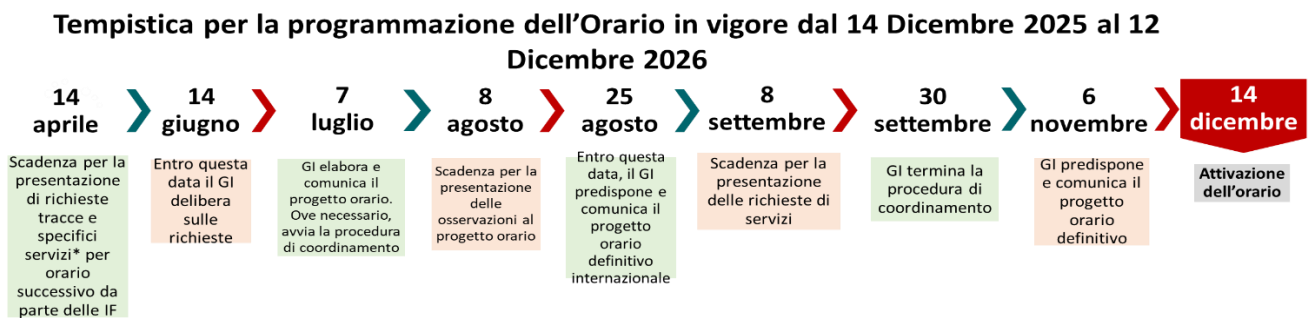 Tempistica per la programmazione dell'Orario in vigore dal 14 Dicembre 2025 al 12
Dicembre 2026
14
aprile
Scadenza per la
presentazione
di richieste
tracce e
specifici
servizi* per
orario
successivo da
parte delle IF
14
giugno
Entro questa
data il GI
delibera
sulle
richieste
7
luglio
GI elabora e
comunica il
progetto orario.
Ove necessario,
avvia la procedura
di coordinamento
8
agosto
Scadenza per la
presentazione
delle
osservazioni al
progetto orario
25
agosto
Entro questa
data, il GI
predispone e
comunica il
progetto
orario
definitivo
internazionale
8
settembre
Scadenza per la
presentazione
delle richieste di
servizi
30
settembre
GI termina la
procedura di
coordinamento
6
novembre
GI predispone
e comunica il
progetto
orario
definitivo
14
dicembre
Attivazione
dell'orario